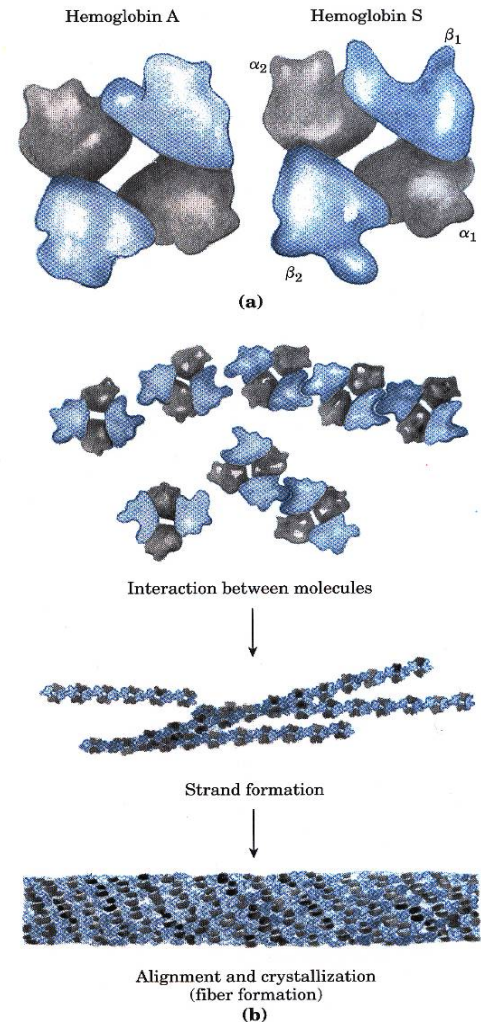 Hemoglobin A
Hemoglobin S
β1
α2
α1
β2
(a)
Interaction between molecules
Strand formation
Alignment and crystallization
(fiber formation)
(b)